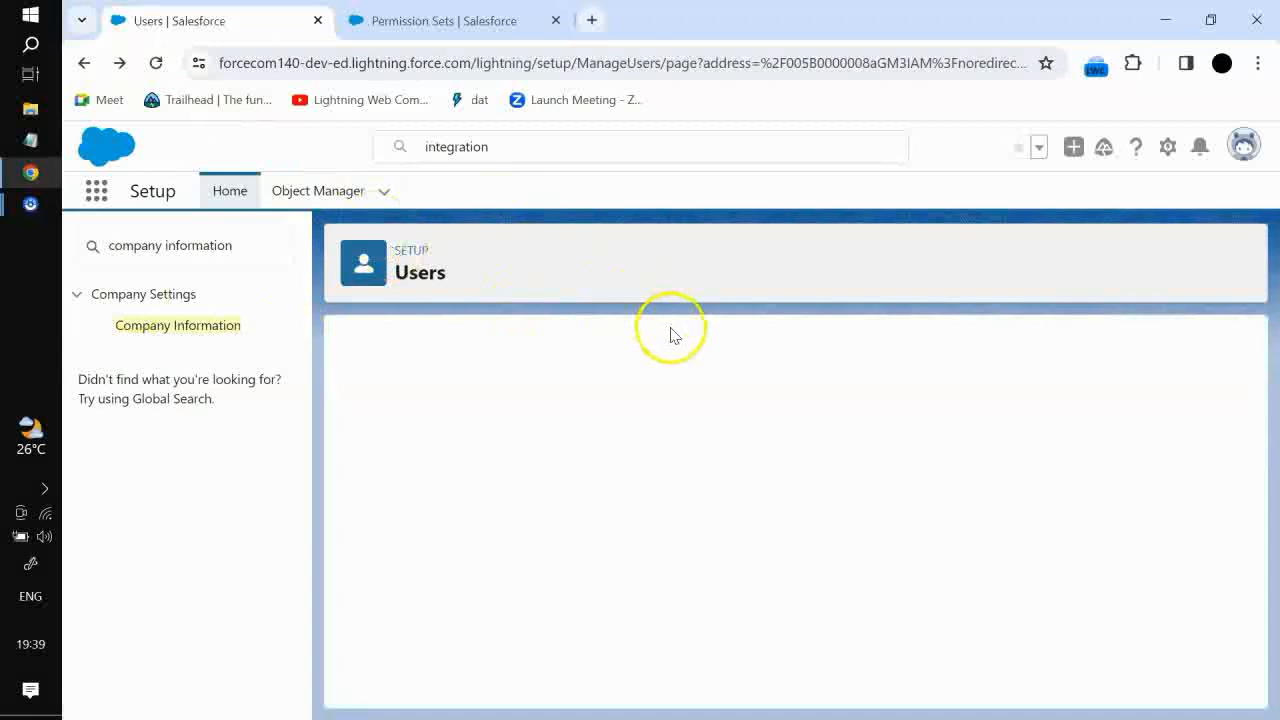 Users | Salesforce
Permission Sets | Salesforce
forcecom140-dev-ed.lightning.force.com/lightning/setup/ManageUsers/page?address=%2F005B0000008aGM3IAM%3Fnoredirec...
LWC
Meet
Trailhead | The fun...
Lightning Web Com...
dat
Launch Meeting - Z...
integration
Setup
Home
Object Manager
company information
SETUP
Users
Company Settings
Company Information
Didn't find what you're looking for?
Try using Global Search.
26°C
ENG
19:39